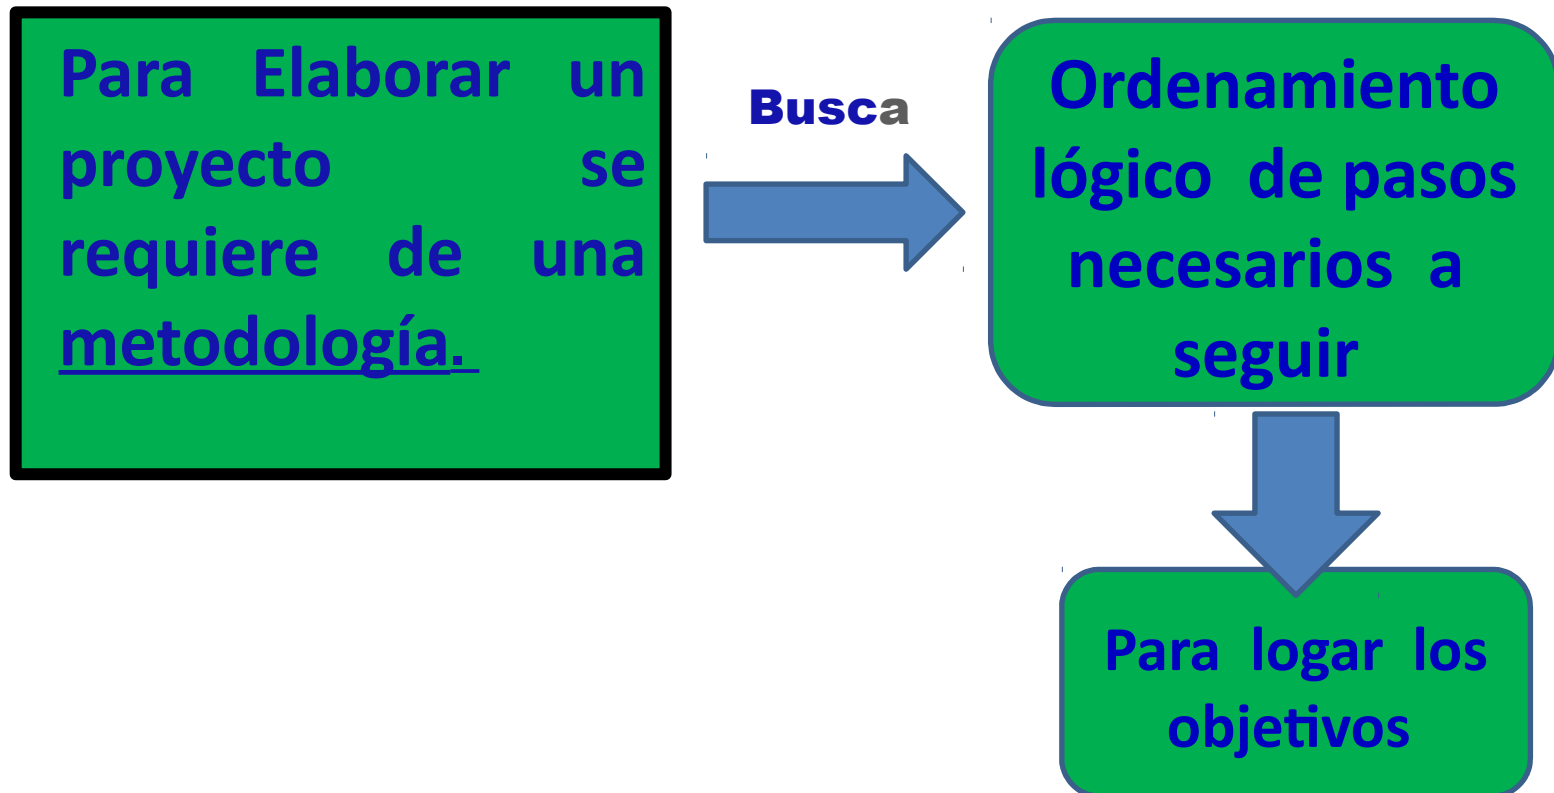 Para Elaborar un
proyecto se
requiere de una
metodología.
Busca
Ordenamiento
lógico de pasos
necesarios a
seguir
Para logar los
objetivos